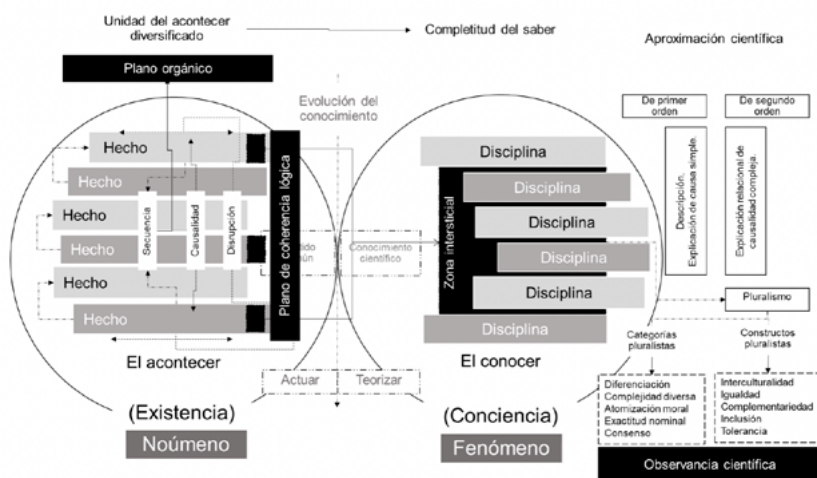 Unidad del acontecer
diversificado
Completitud del saber
Aproximación científica
Plano orgánico
Evolución del
conocimiento
De primer
orden
De segundo
orden
Hecho
Hecho
Hecho
Hecho
Hecho
Hecho
Secuencia
Causalidad
Disrupción
Plano de coherencia lógica
Conocimiento
científico
Zona intersticial
Disciplina
Disciplina
Disciplina
Disciplina
Disciplina
Disciplina
Descripción.
Explicación de causa simple.
Explicación relacional de
causalidad compleja.
Pluralismo
El acontecer
El conocer
Actuar
Teorizar
Categorías
pluralistas
Constructos
pluralistas
(Existencia)
(Conciencia)
Noúmeno
Fenómeno
Diferenciación
Complejidad diversa
Atomización moral
Exactitud nominal
Consenso
Interculturalidad
Igualdad
Complementariedad
Inclusión
Tolerancia
Observancia científica